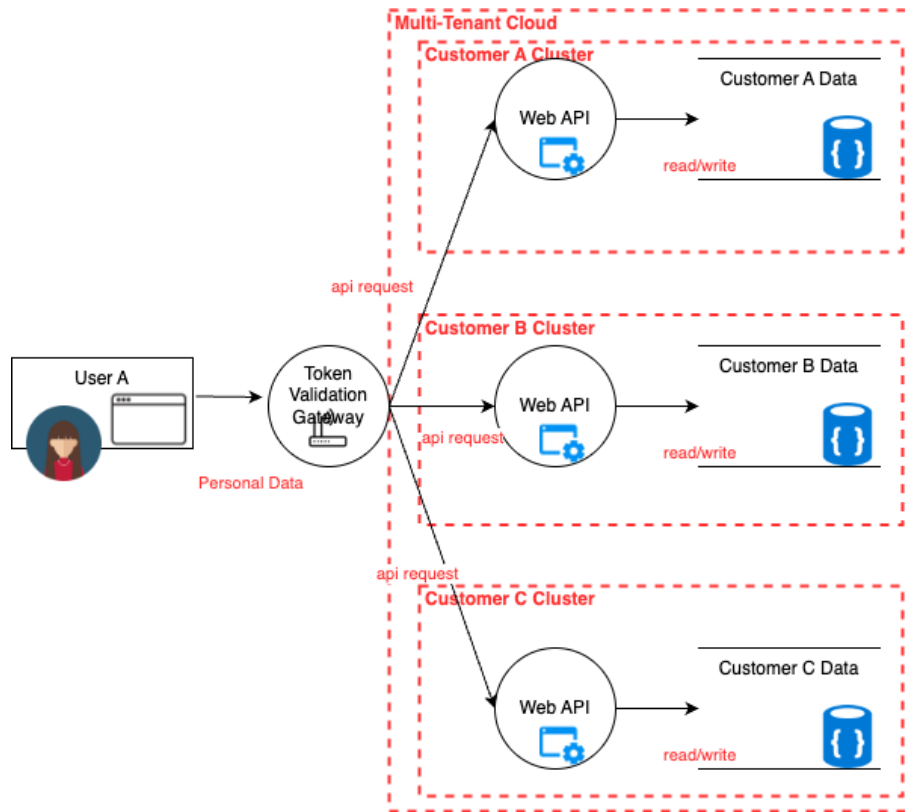 Multi-Tenant Cloud
Customer A Cluster
Web API
Customer A Data
{ }
read/write
api request
Customer B Cluster
User A
Token
Validation
Gateway
Web API
Customer B Data
{ }
api request
read/write
Personal Data
api request
Customer C Cluster
Web API
Customer C Data
{ }
read/write